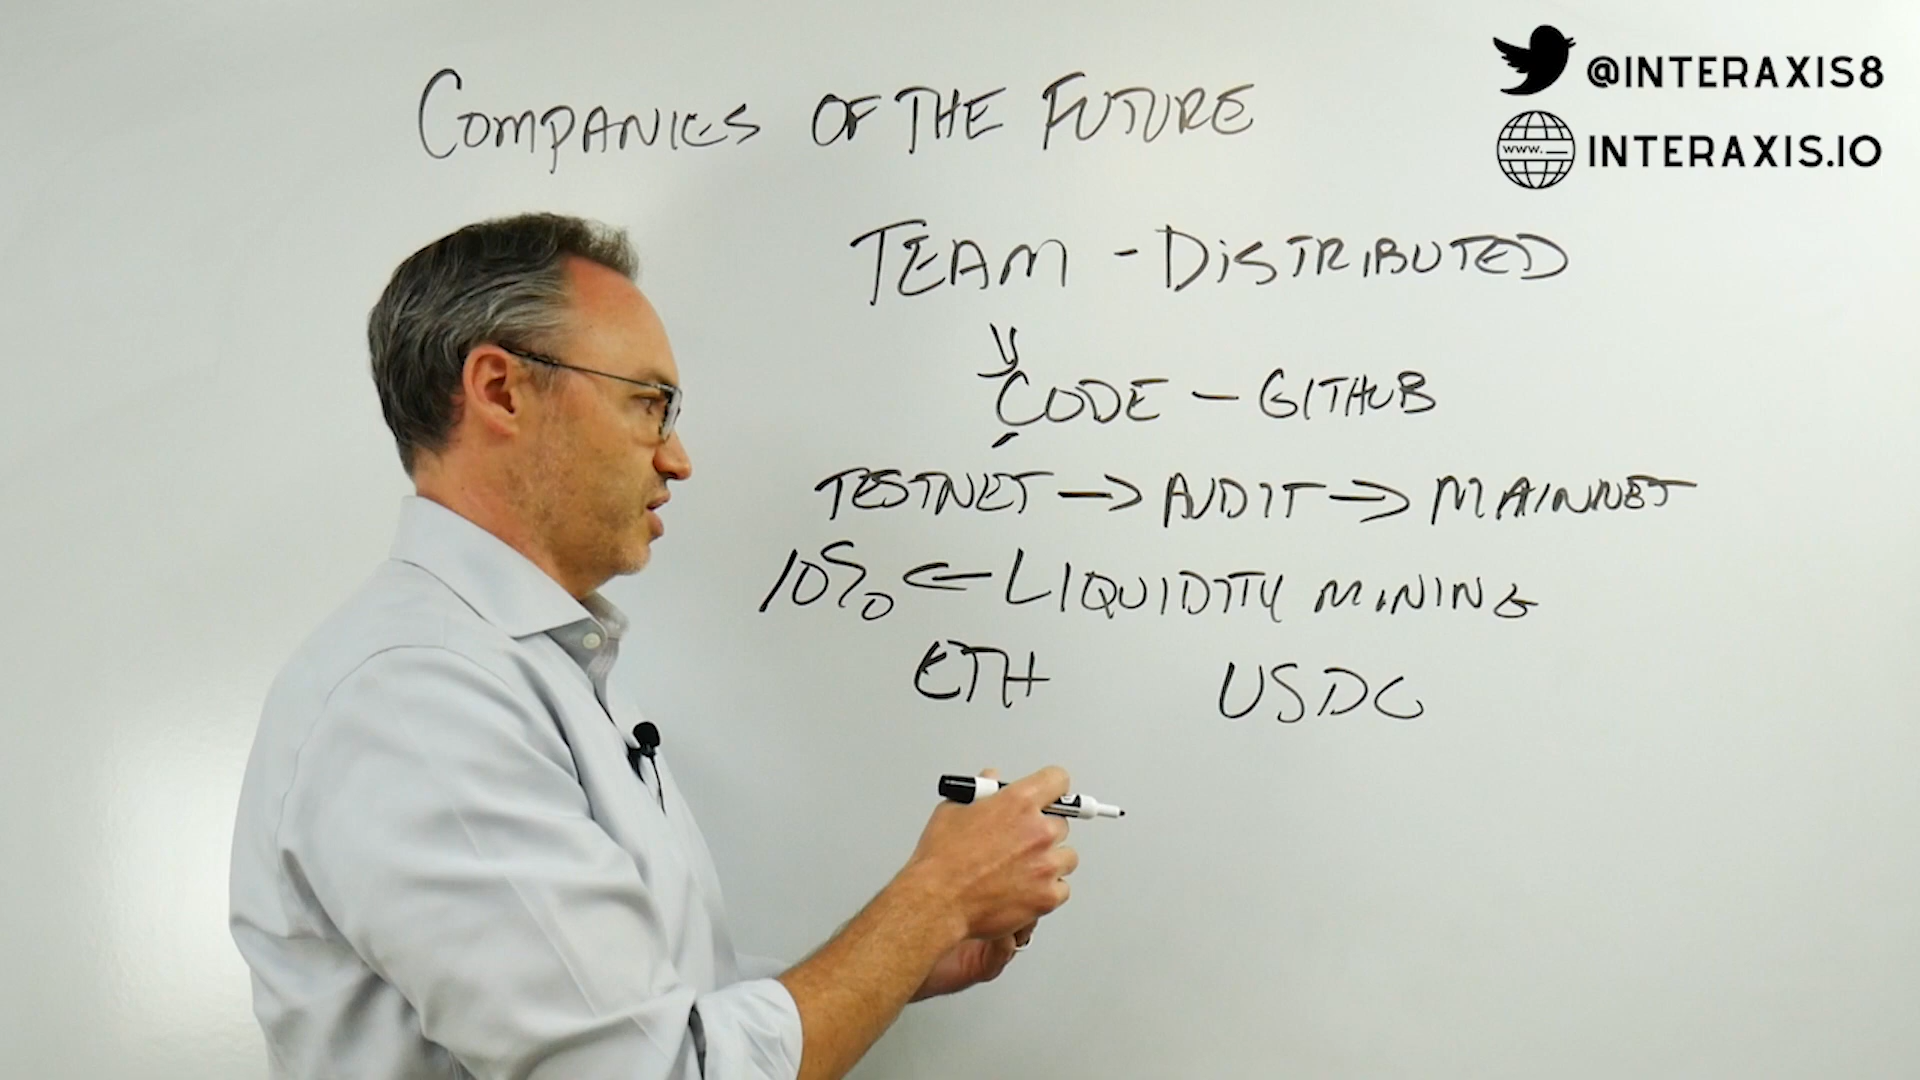 @INTERAXIS8
www.
INTERAXIS.IO
COMPANIES OF THE FUTURE
TEAM - DISTRIBUTED
CODE - GITHUB
TESTNET → AUDIT → MAINNET
10% ← LIQUIDITY MINING
ETH USDC